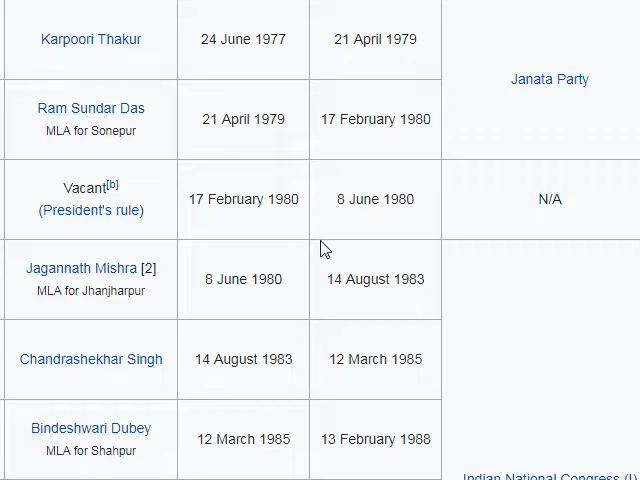 Karpoori Thakur
24 June 1977
21 April 1979
Janata Party
Ram Sundar Das
MLA for Sonepur
21 April 1979
17 February 1980
Vacant[b]
(President's rule)
17 February 1980
8 June 1980
N/A
Jagannath Mishra [2]
MLA for Jhanjharpur
8 June 1980
14 August 1983
Chandrashekhar Singh
14 August 1983
12 March 1985
Bindeshwari Dubey
MLA for Shahpur
12 March 1985
13 February 1988
Indian National Congress (I)